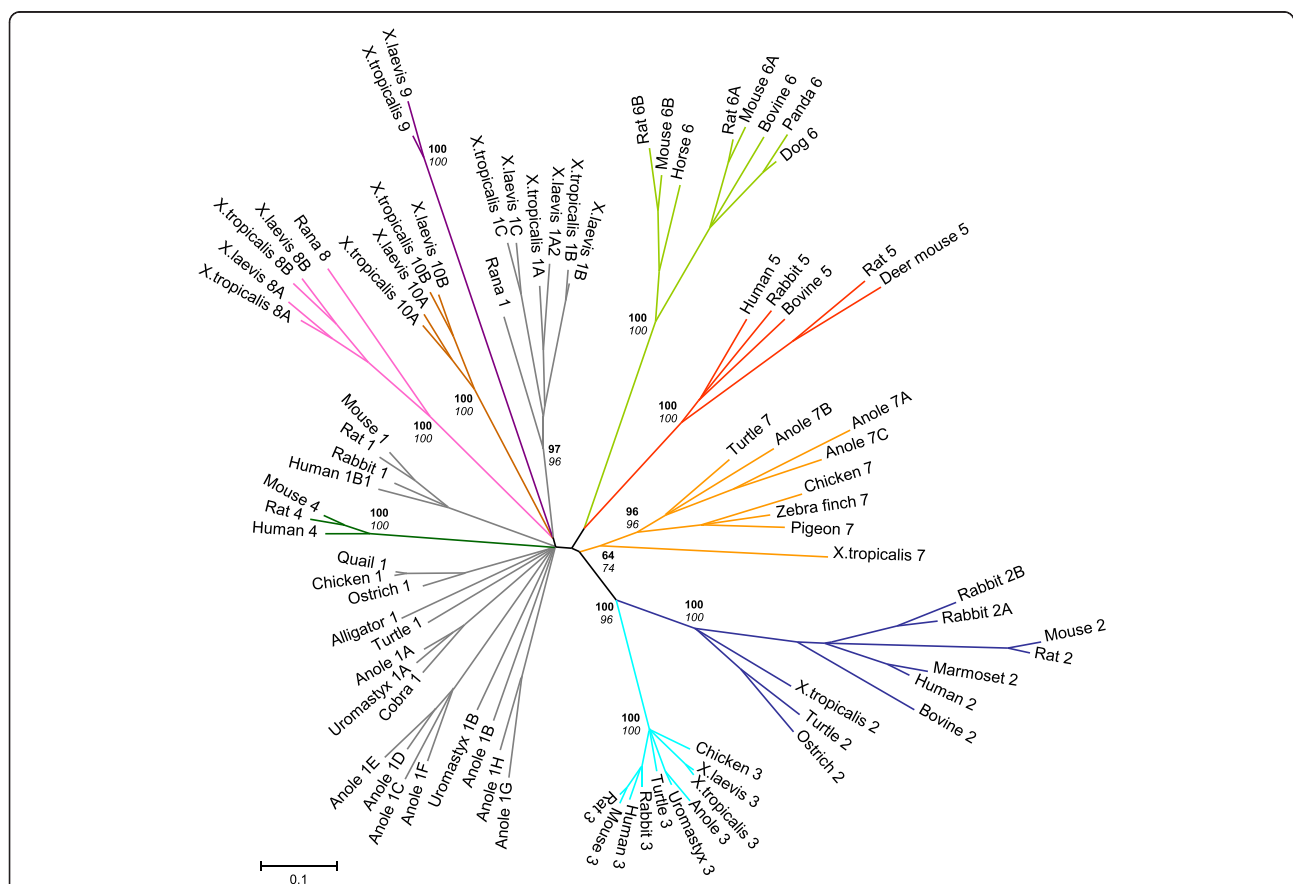 X.laevis 9
X.tropicalis 9
100
100
X.tropicalis 1C
X.laevis 1C
X.tropicalis 1A
X.laevis 1A2
X.tropicalis 1B
X.laevis 1B
Rana 1
97
96
Rat 6B
Mouse 6B
Horse 6
Rat 6A
Mouse 6A
Bovine 6
Panda 6
Dog 6
100
100
Human 5
Rabbit 5
Bovine 5
Rat 5
Deer mouse 5
100
100
Turtle 7
Anole 7B
Anole 7A
Anole 7C
Chicken 7
Zebra finch 7
Pigeon 7
X.tropicalis 7
96
96
64
74
Rabbit 2B
Rabbit 2A
Mouse 2
Rat 2
Marmoset 2
Human 2
Bovine 2
X.tropicalis 2
Turtle 2
Ostrich 2
100
100
100
96
Chicken 3
X.laevis 3
X.tropicalis 3
Anole 3
Uromastyx 3
Turtle 3
Rabbit 3
Human 3
Mouse 3
Rat 3
100
100
Anole 1G
Anole 1H
Anole 1B
Uromastyx 1B
Anole 1F
Anole 1C
Anole 1D
Anole 1E
Cobra 1
Uromastyx 1A
Anole 1A
Turtle 1
Alligator 1
Ostrich 1
Chicken 1
Quail 1
Human 4
Rat 4
Mouse 4
100
100
Human 1B1
Rabbit 1
Rat 1
Mouse 1
X.tropicalis 8A
X.laevis 8A
X.tropicalis 8B
X.laevis 8B
Rana 8
100
100
X.tropicalis 10A
X.laevis 10A
X.tropicalis 10B
X.laevis 10B
100
100
0.1